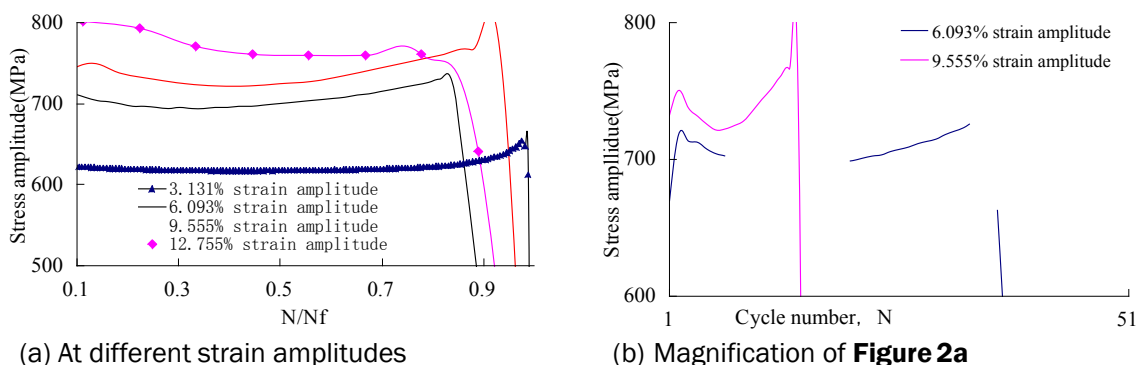 800
700
600
500
Stress amplitude(MPa)
3.131% strain amplitude
6.093% strain amplitude
9.555% strain amplitude
12.755% strain amplitude
0.1 0.3 0.5 0.7 0.9
N/Nf
(a) At different strain amplitudes
800
700
600
Stress ampllidue(MPa)
6.093% strain amplitude
9.555% strain amplitude
1 51
Cycle number, N
(b) Magnification of Figure 2a